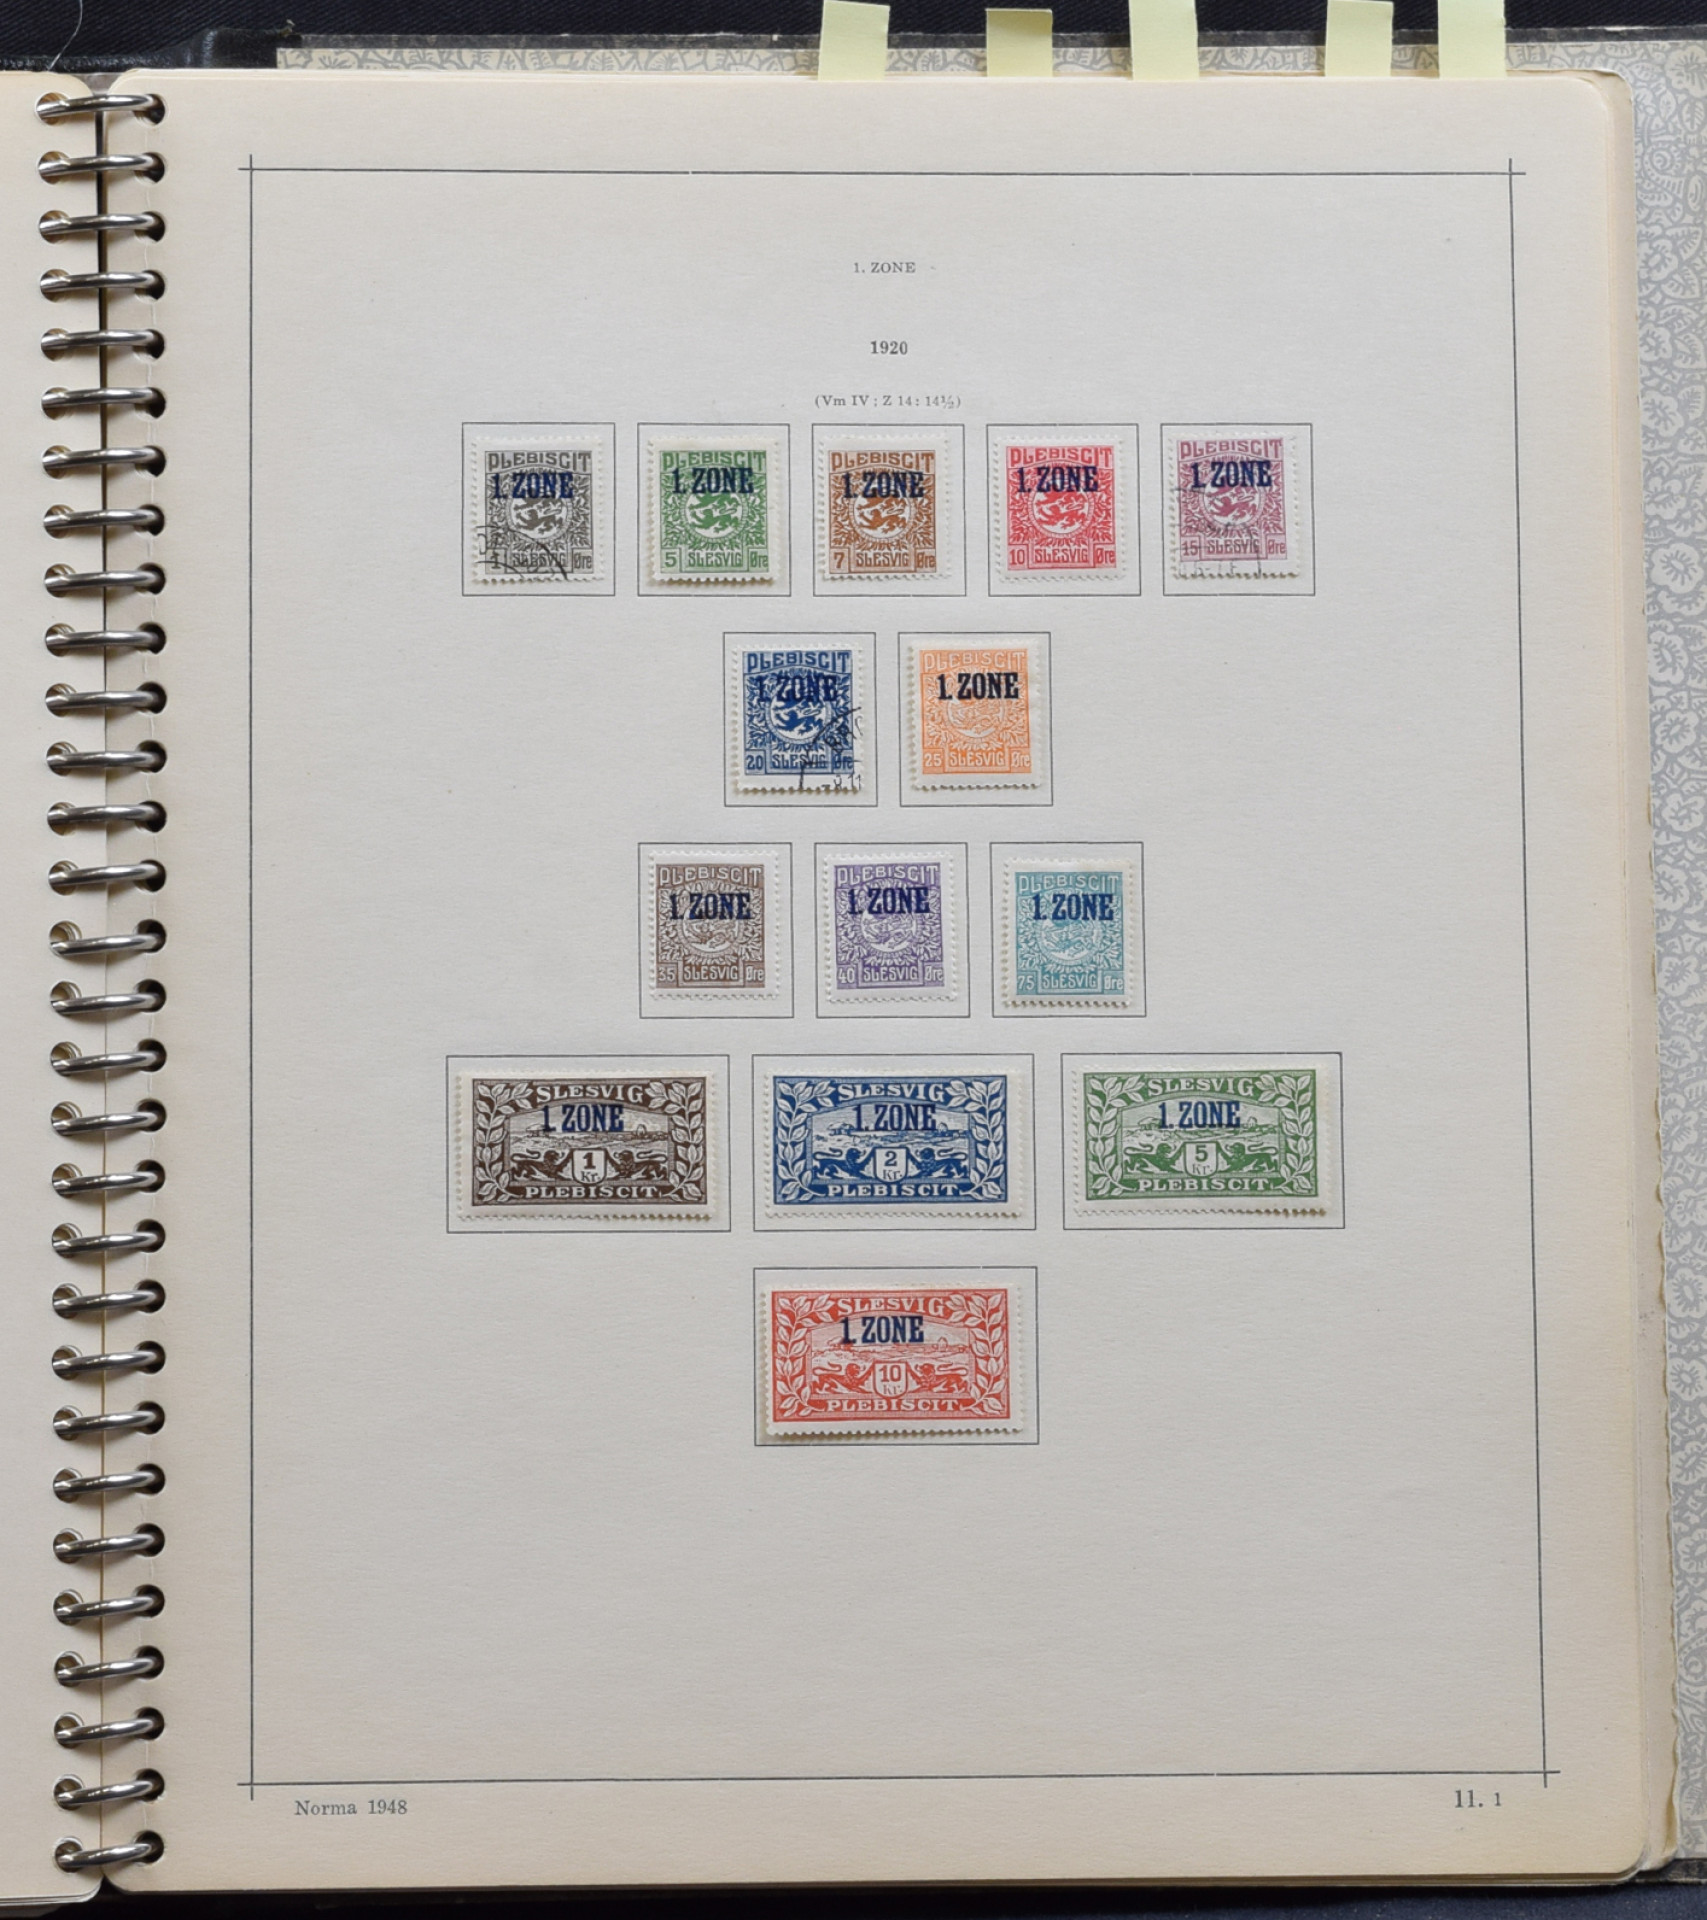 1. ZONE
1920
(Vm IV ; Z 14 : 14½)
PLEBISCIT
1. ZONE
1 SLESVIG Øre
PLEBISCIT
1. ZONE
5 SLESVIG Øre
PLEBISCIT
1. ZONE
7 SLESVIG Øre
PLEBISCIT
1. ZONE
10 SLESVIG Øre
PLEBISCIT
1. ZONE
15 SLESVIG Øre
PLEBISCIT
1. ZONE
20 SLESVIG Øre
PLEBISCIT
1. ZONE
25 SLESVIG Øre
PLEBISCIT
1. ZONE
35 SLESVIG Øre
PLEBISCIT
1. ZONE
40 SLESVIG Øre
PLEBISCIT
1. ZONE
75 SLESVIG Øre
SLESVIG
1. ZONE
1
Kr.
PLEBISCIT.
SLESVIG
1. ZONE
2
Kr.
PLEBISCIT.
SLESVIG
1. ZONE
5
Kr.
PLEBISCIT.
SLESVIG
1. ZONE
10
Kr.
PLEBISCIT.
Norma 1948
11. 1